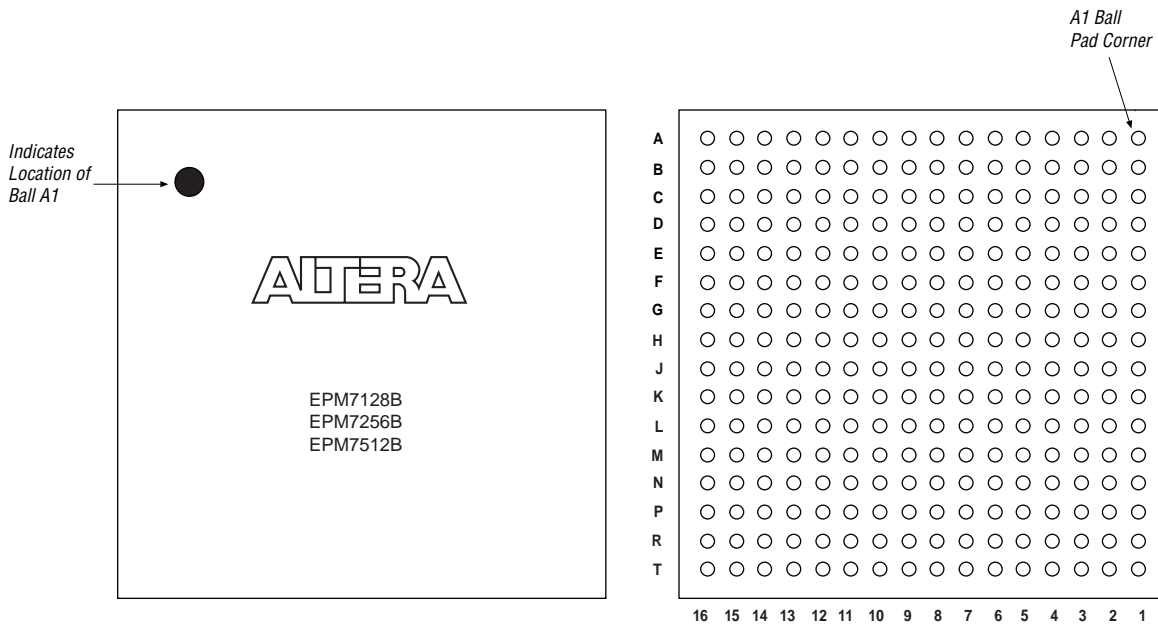 A1 Ball
Pad Corner
Indicates
Location of
Ball A1
ALTERA
EPM7128B
EPM7256B
EPM7512B
A
B
C
D
E
F
G
H
J
K
L
M
N
P
R
T
16 15 14 13 12 11 10 9 8 7 6 5 4 3 2 1